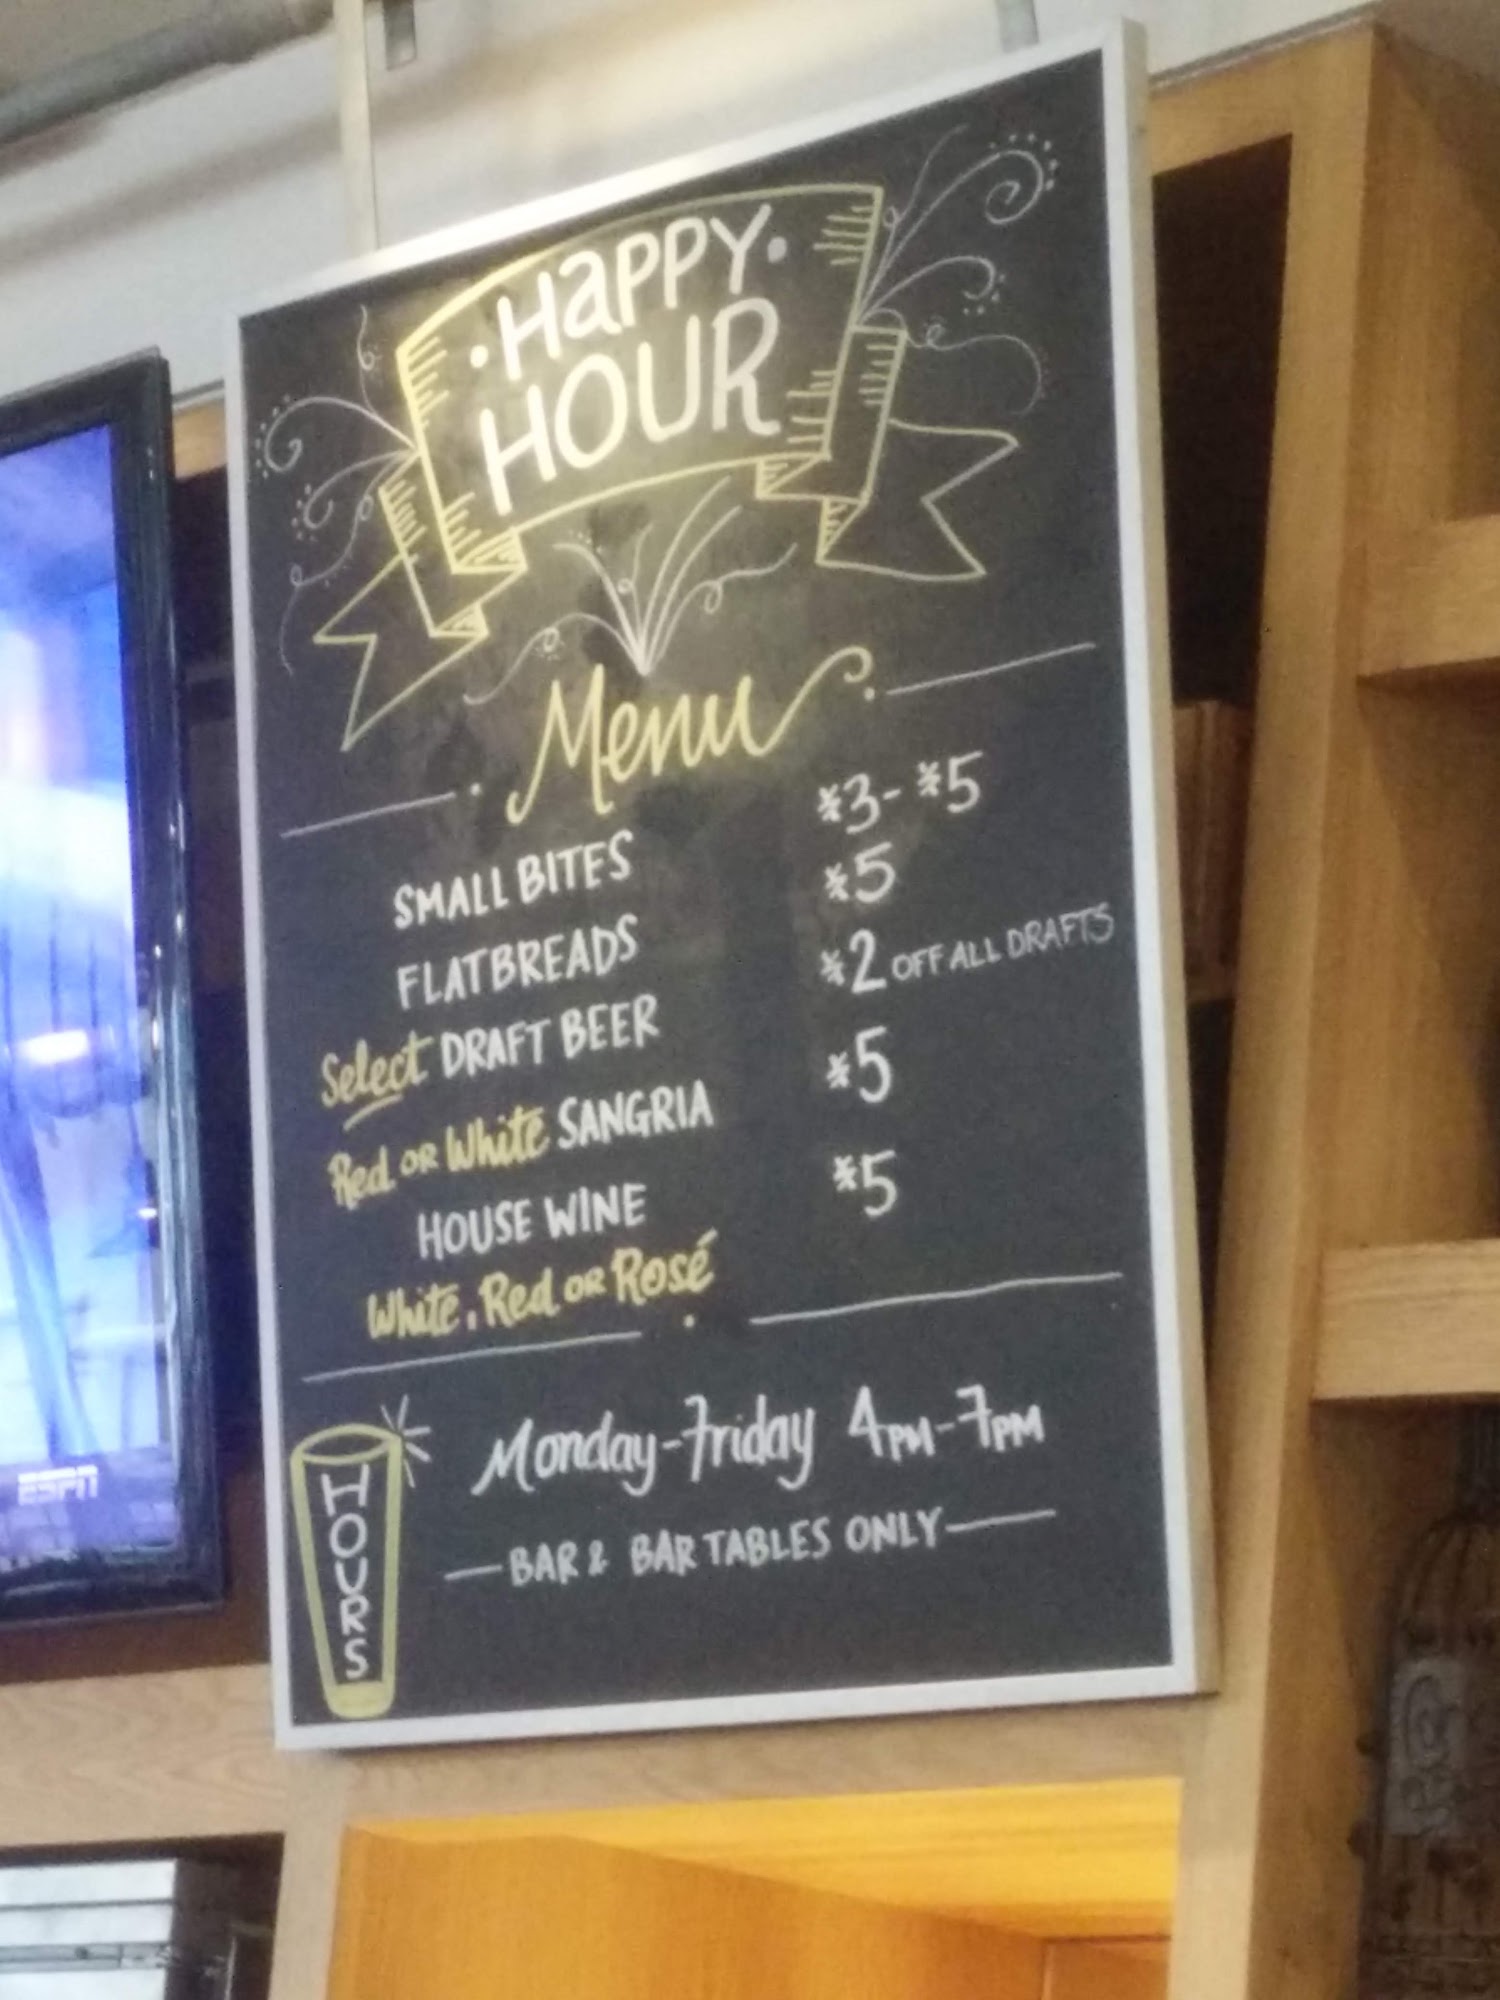 ·HaPPY·
HOUR
Menu
SMALL BITES $3-$5
FLATBREADS $5
Select DRAFT BEER $2 OFF ALL DRAFTS
Red OR White SANGRIA $5
HOUSE WINE $5
White, Red OR Rosé
HOURS
Monday-Friday 4PM-7PM
—BAR & BAR TABLES ONLY—
ESPN